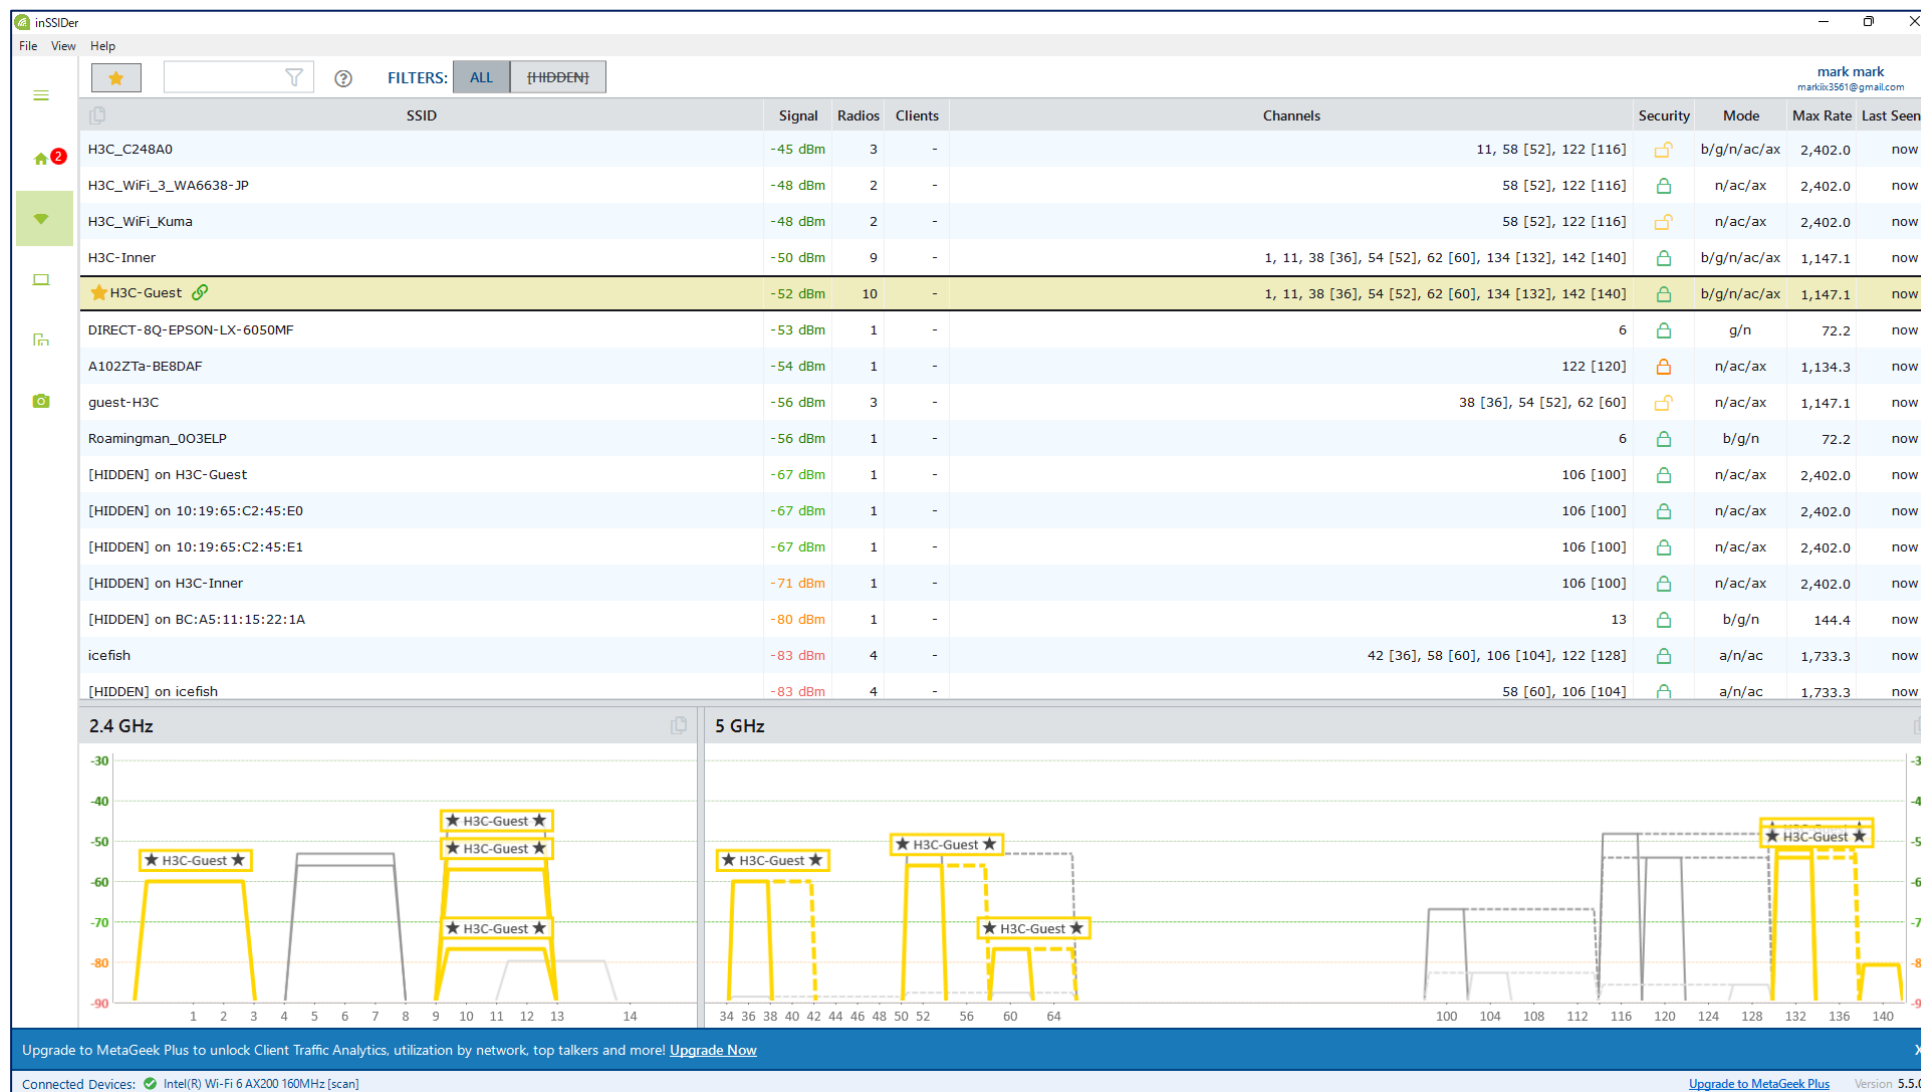 inSSIDer
File View Help
FILTERS: ALL [HIDDEN]
mark mark
markiix3561@gmail.com
SSID Signal Radios Clients Channels Security Mode Max Rate Last Seen
2
H3C_C248A0 -45 dBm 3 - 11, 58 [52], 122 [116] b/g/n/ac/ax 2,402.0 now
H3C_WiFi_3_WA6638-JP -48 dBm 2 - 58 [52], 122 [116] n/ac/ax 2,402.0 now
H3C_WiFi_Kuma -48 dBm 2 - 58 [52], 122 [116] n/ac/ax 2,402.0 now
H3C-Inner -50 dBm 9 - 1, 11, 38 [36], 54 [52], 62 [60], 134 [132], 142 [140] b/g/n/ac/ax 1,147.1 now
H3C-Guest -52 dBm 10 - 1, 11, 38 [36], 54 [52], 62 [60], 134 [132], 142 [140] b/g/n/ac/ax 1,147.1 now
DIRECT-8Q-EPSON-LX-6050MF -53 dBm 1 - 6 g/n 72.2 now
A102ZTa-BE8DAF -54 dBm 1 - 122 [120] n/ac/ax 1,134.3 now
guest-H3C -56 dBm 3 - 38 [36], 54 [52], 62 [60] n/ac/ax 1,147.1 now
Roamingman_0O3ELP -56 dBm 1 - 6 b/g/n 72.2 now
[HIDDEN] on H3C-Guest -67 dBm 1 - 106 [100] n/ac/ax 2,402.0 now
[HIDDEN] on 10:19:65:C2:45:E0 -67 dBm 1 - 106 [100] n/ac/ax 2,402.0 now
[HIDDEN] on 10:19:65:C2:45:E1 -67 dBm 1 - 106 [100] n/ac/ax 2,402.0 now
[HIDDEN] on H3C-Inner -71 dBm 1 - 106 [100] n/ac/ax 2,402.0 now
[HIDDEN] on BC:A5:11:15:22:1A -80 dBm 1 - 13 b/g/n 144.4 now
icefish -83 dBm 4 - 42 [36], 58 [60], 106 [104], 122 [128] a/n/ac 1,733.3 now
[HIDDEN] on icefish -83 dBm 4 - 58 [60], 106 [104] a/n/ac 1,733.3 now
2.4 GHz
-30
-40
-50
-60
-70
-80
-90
★ H3C-Guest ★
★ H3C-Guest ★
★ H3C-Guest ★
★ H3C-Guest ★
1 2 3 4 5 6 7 8 9 10 11 12 13 14
5 GHz
★ H3C-Guest ★
★ H3C-Guest ★
★ H3C-Guest ★
★ H3C-Guest ★
34 36 38 40 42 44 46 48 50 52 56 60 64 100 104 108 112 116 120 124 128 132 136 140
Upgrade to MetaGeek Plus to unlock Client Traffic Analytics, utilization by network, top talkers and more! Upgrade Now
Connected Devices: Intel(R) Wi-Fi 6 AX200 160MHz [scan]
Upgrade to MetaGeek Plus Version 5.5.0